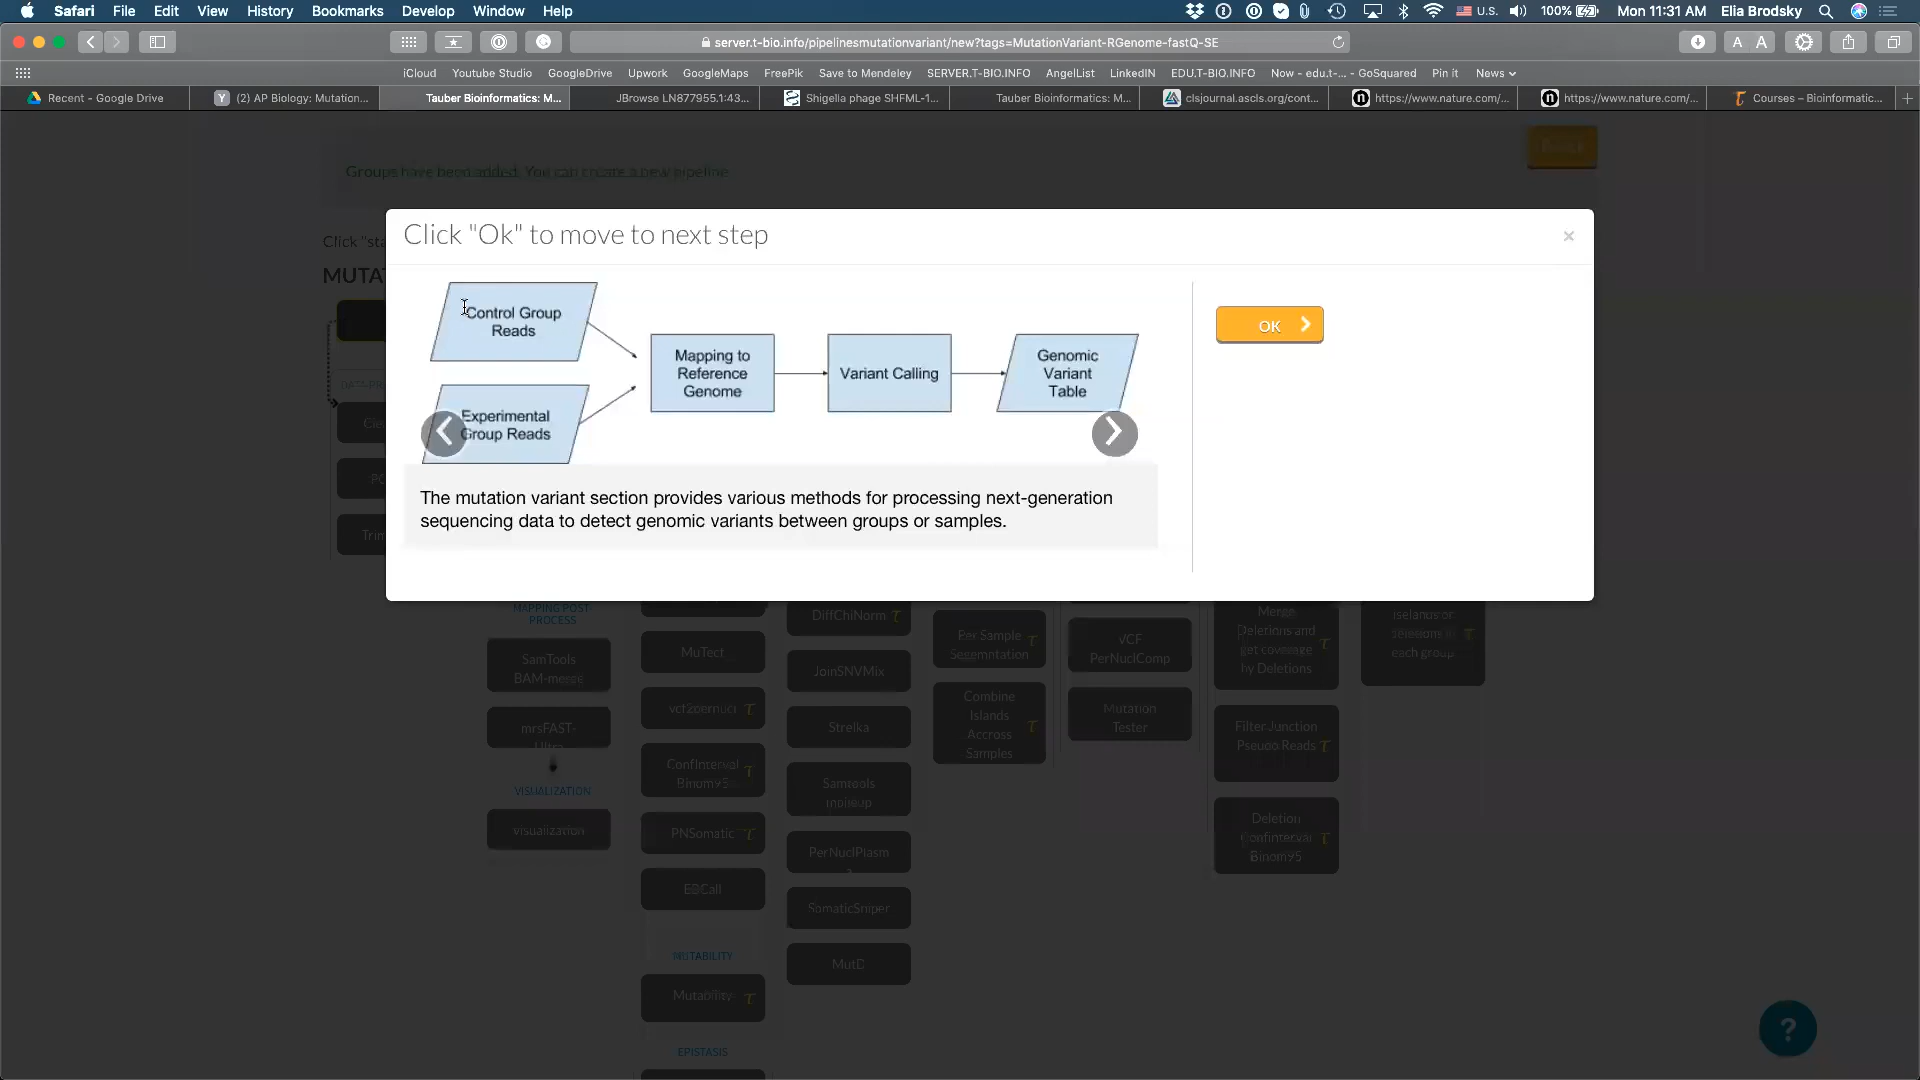 Safari File Edit View History Bookmarks Develop Window Help
U.S. 100% Mon 11:31 AM Elia Brodsky
server.t-bio.info/pipelinesmutationvariant/new?tags=MutationVariant-RGenome-fastQ-SE
A A
iCloud Youtube Studio GoogleDrive Upwork GoogleMaps FreePik Save to Mendeley SERVER.T-BIO.INFO AngelList LinkedIN EDU.T-BIO.INFO Now - edu.t-... - GoSquared Pin it News
Recent - Google Drive
(2) AP Biology: Mutation...
Tauber Bioinformatics: M...
JBrowse LN877955.1:43...
Shigella phage SHFML-1...
Tauber Bioinformatics: M...
clsjournal.ascls.org/cont...
https://www.nature.com/...
https://www.nature.com/...
Courses – Bioinformatic...
Groups have been added. You can create a new pipeline.
Click "sta
MUTA
Click "Ok" to move to next step
×
Control Group
Reads
Experimental
Group Reads
Mapping to
Reference
Genome
Variant Calling
Genomic
Variant
Table
OK
The mutation variant section provides various methods for processing next-generation
sequencing data to detect genomic variants between groups or samples.
Trim
MAPPING POST-
PROCESS
SamTools
BAM-merge
mrsFAST-
Ultra
VISUALIZATION
visualization
MuTect
ConfInterval
Binom95
PNSomatic
EBCall
MUTABILITY
Mutability
EPISTASIS
DiffChiNorm
JoinSNVMix
Strelka
Samtools
mpileup
PerNuclPlasm
a
SomaticSniper
MutD
Per Sample
Segemntation
Combine
Islands
Accross
Samples
VCF
PerNuclComp
Mutation
Tester
Merge
Deletions and
get coverage
by Deletions
Filter Junction
Pseudo Reads
Deletion
ConfInterval
Binom95
each group
?